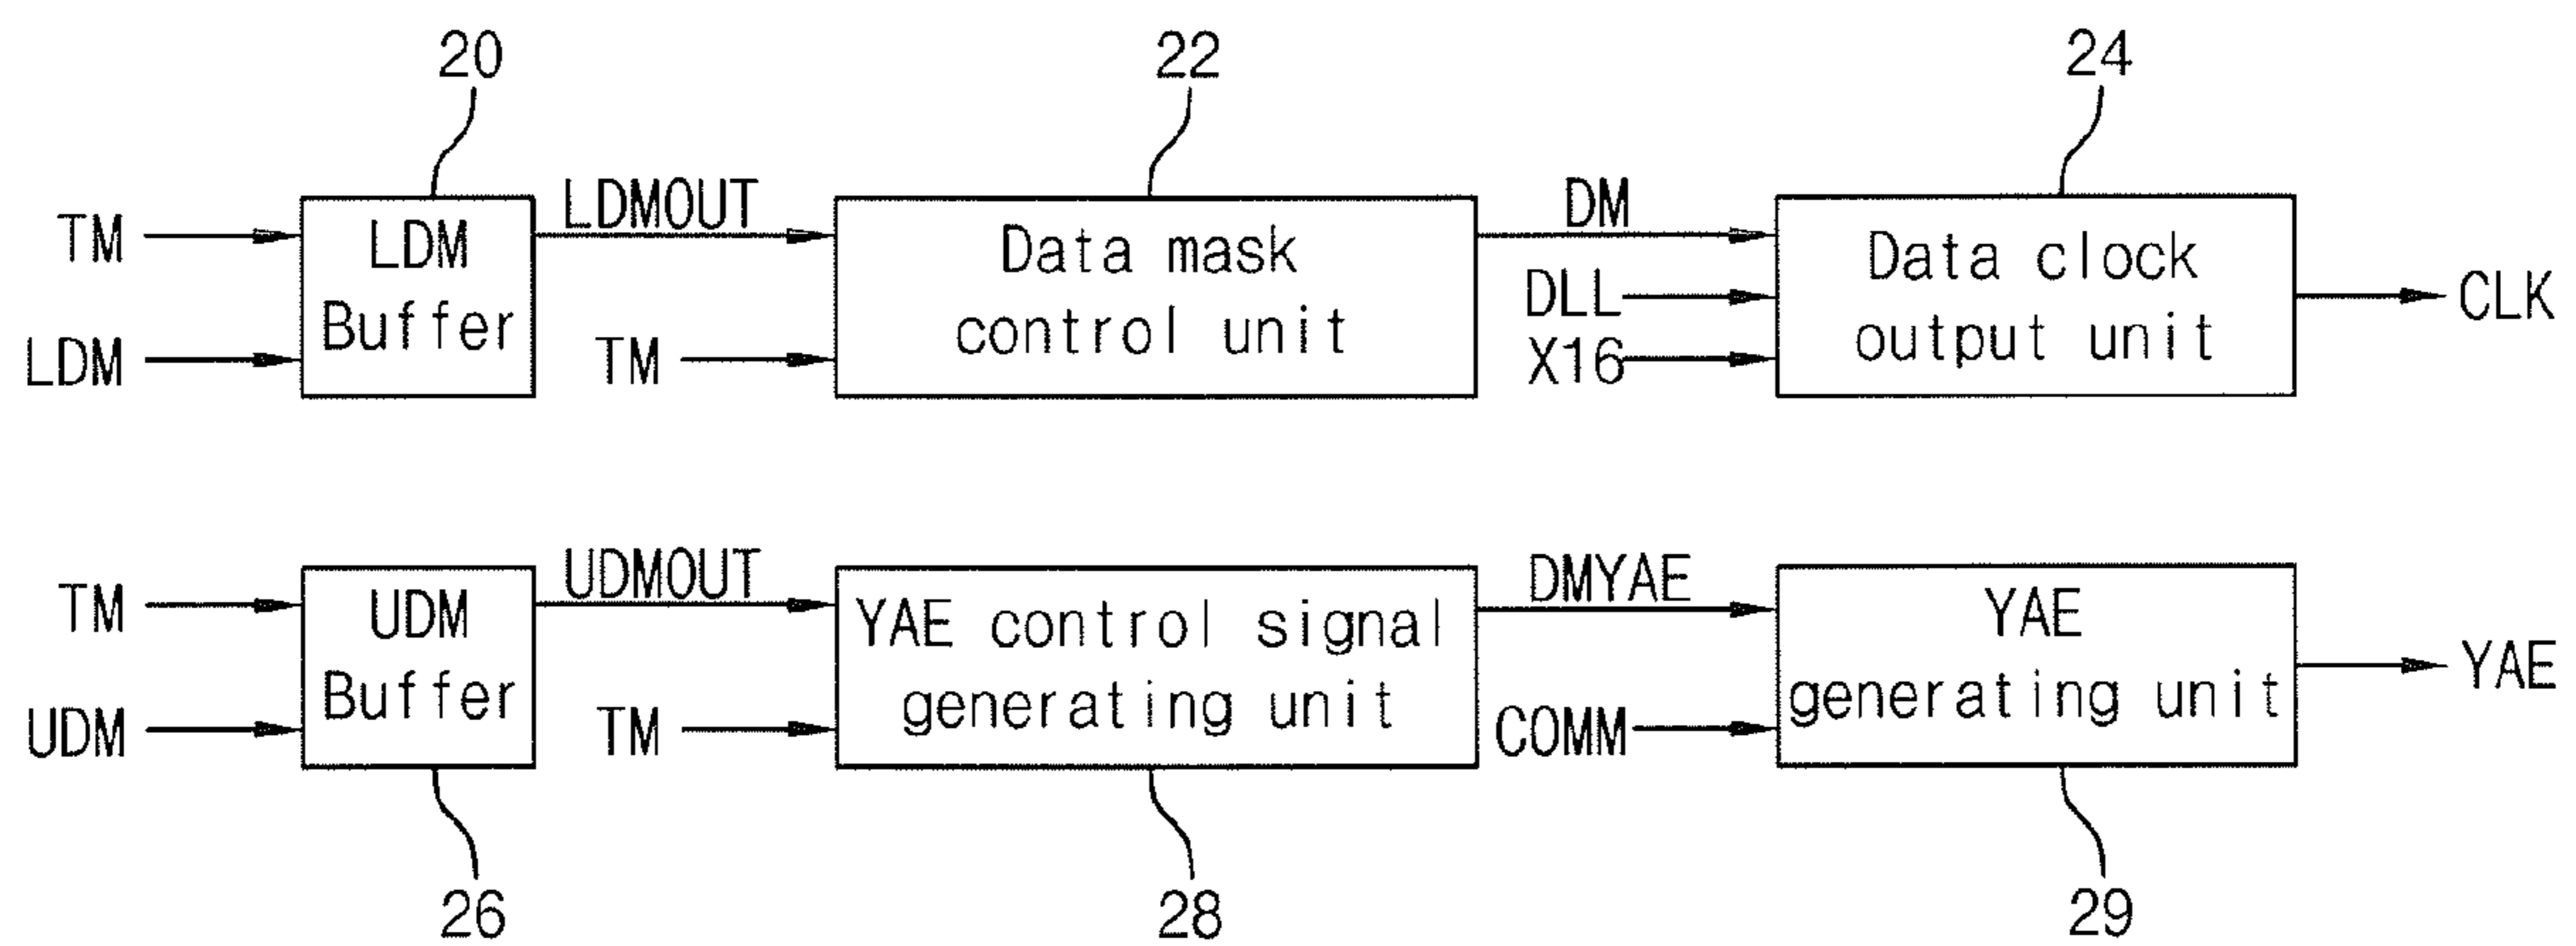 20
22
24
TM
LDM
LDM
Buffer
LDMOUT
TM
Data mask
control unit
DM
DLL
X16
Data clock
output unit
CLK
TM
UDM
UDM
Buffer
UDMOUT
TM
YAE control signal
generating unit
DMYAE
COMM
YAE
generating unit
YAE
26
28
29